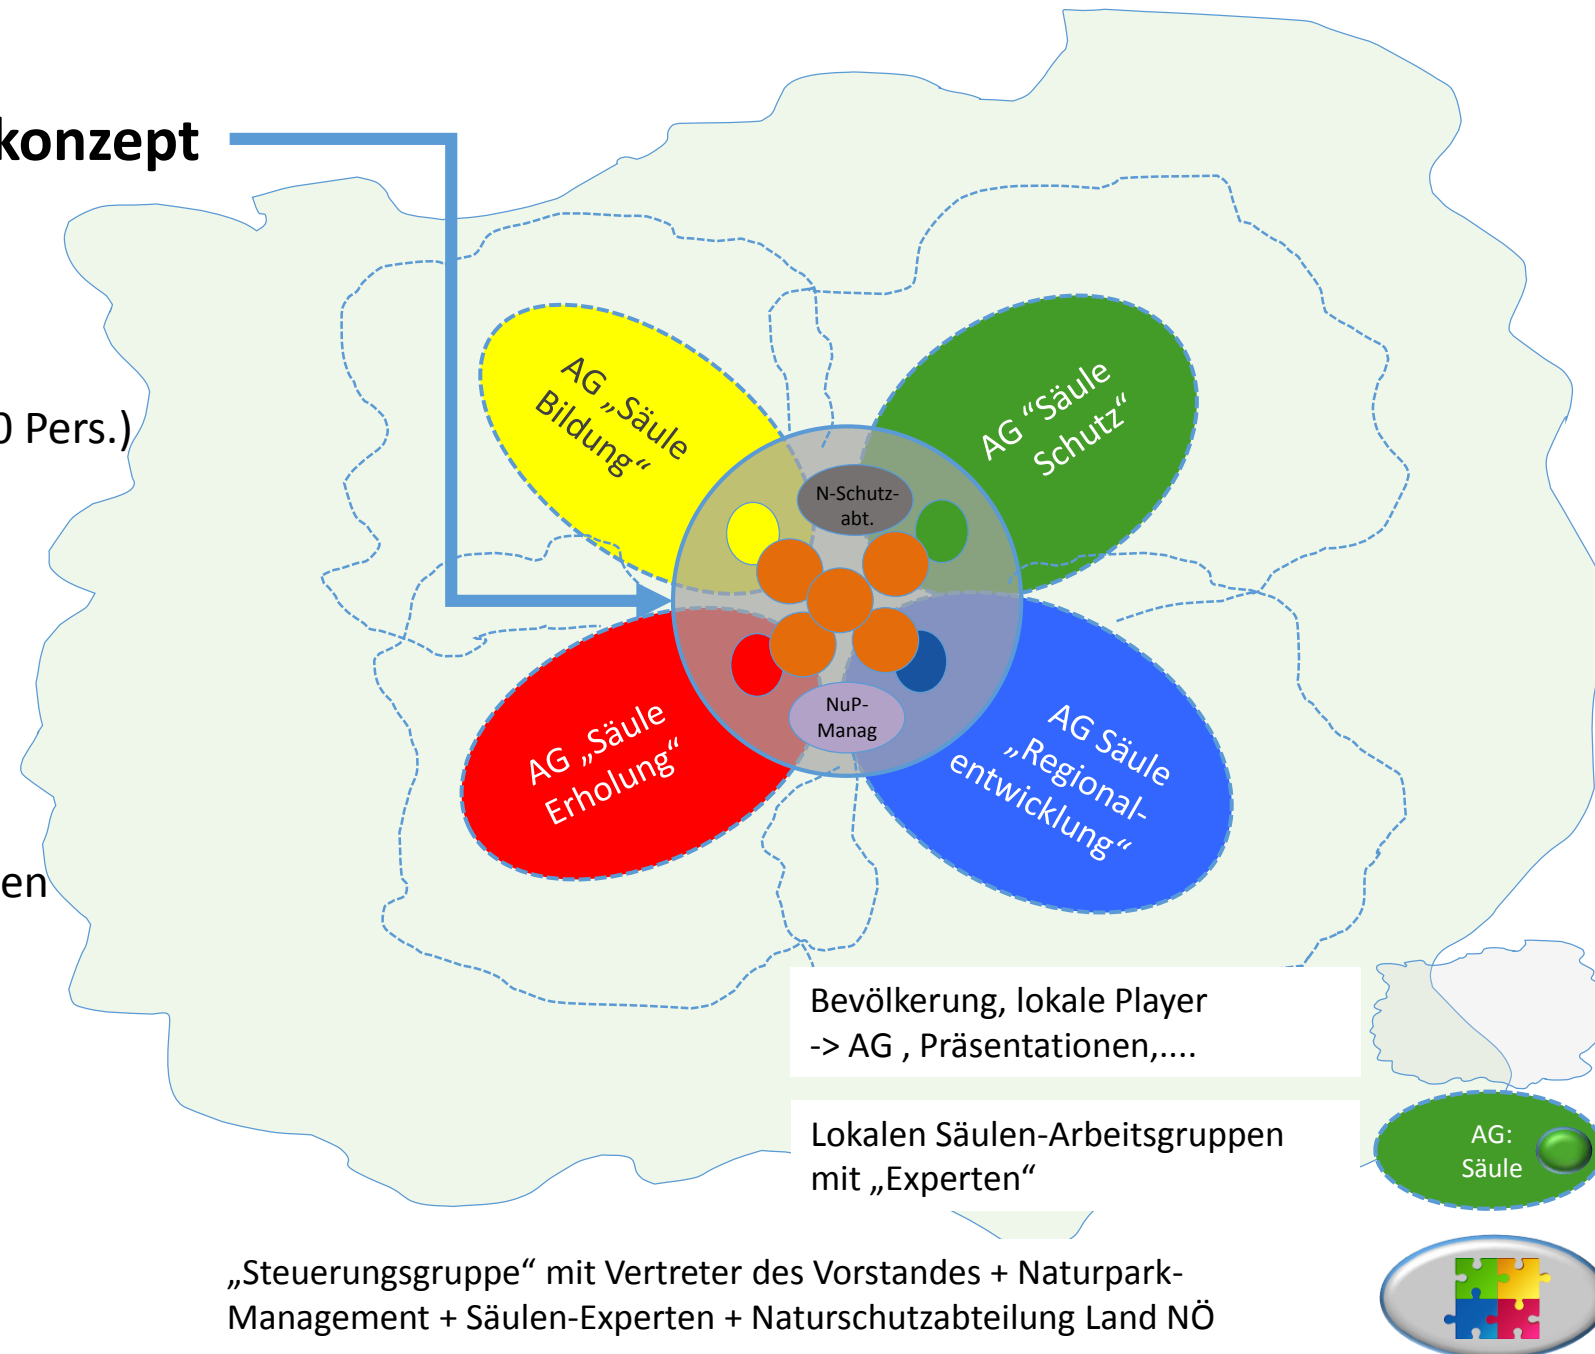 konzept
0 Pers.)
en
AG „Säule
Bildung“
AG “Säule
Schutz“
N-Schutz-
abt.
NuP-
Manag
AG „Säule
Erholung“
AG Säule
„Regional-
entwicklung“
Bevölkerung, lokale Player
-> AG , Präsentationen,....
Lokalen Säulen-Arbeitsgruppen
mit „Experten“
AG:
Säule
„Steuerungsgruppe“ mit Vertreter des Vorstandes + Naturpark-
Management + Säulen-Experten + Naturschutzabteilung Land NÖ